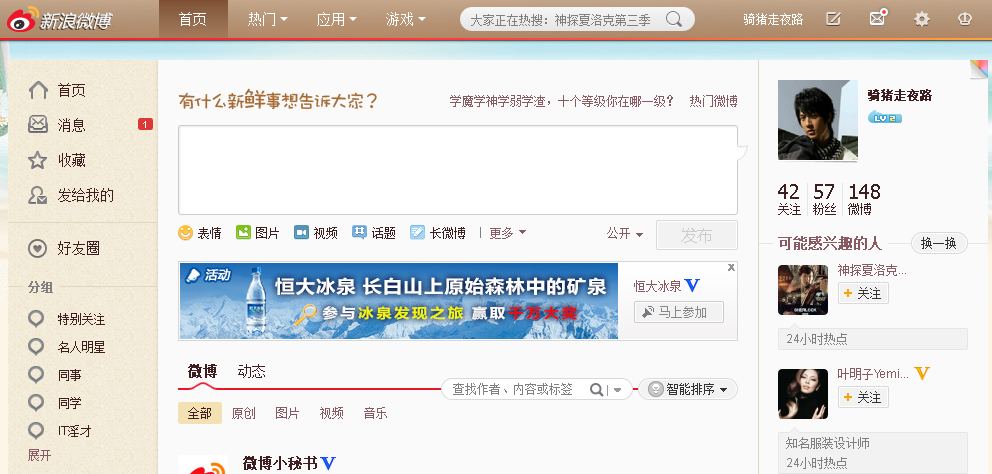 新浪微博 首页 热门 应用 游戏 大家正在热搜：神探夏洛克第三季 骑猪走夜路
首页
消息 1
收藏
发给我的
好友圈
分组
特别关注
名人明星
同事
同学
IT淫才
展开
有什么新鲜事想告诉大家？ 学魔学神学弱学渣，十个等级你在哪一级？ 热门微博
表情 图片 视频 话题 长微博 更多 公开 发布
活动
恒大冰泉 长白山上原始森林中的矿泉
参与冰泉发现之旅 赢取千万大奖
恒大冰泉 V
马上参加
微博 动态
查找作者、内容或标签 智能排序
全部 原创 图片 视频 音乐
微博小秘书 V
骑猪走夜路
LV 2
42 57 148
关注 粉丝 微博
可能感兴趣的人 换一换
神探夏洛克...
SHERLOCK
+ 关注
24小时热点
叶明子Yemi... V
+ 关注
知名服装设计师
24小时热点